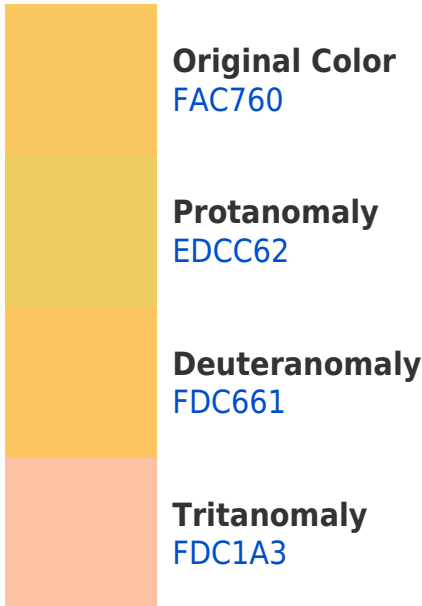 Original Color
FAC760
Protanomaly
EDCC62
Deuteranomaly
FDC661
Tritanomaly
FDC1A3